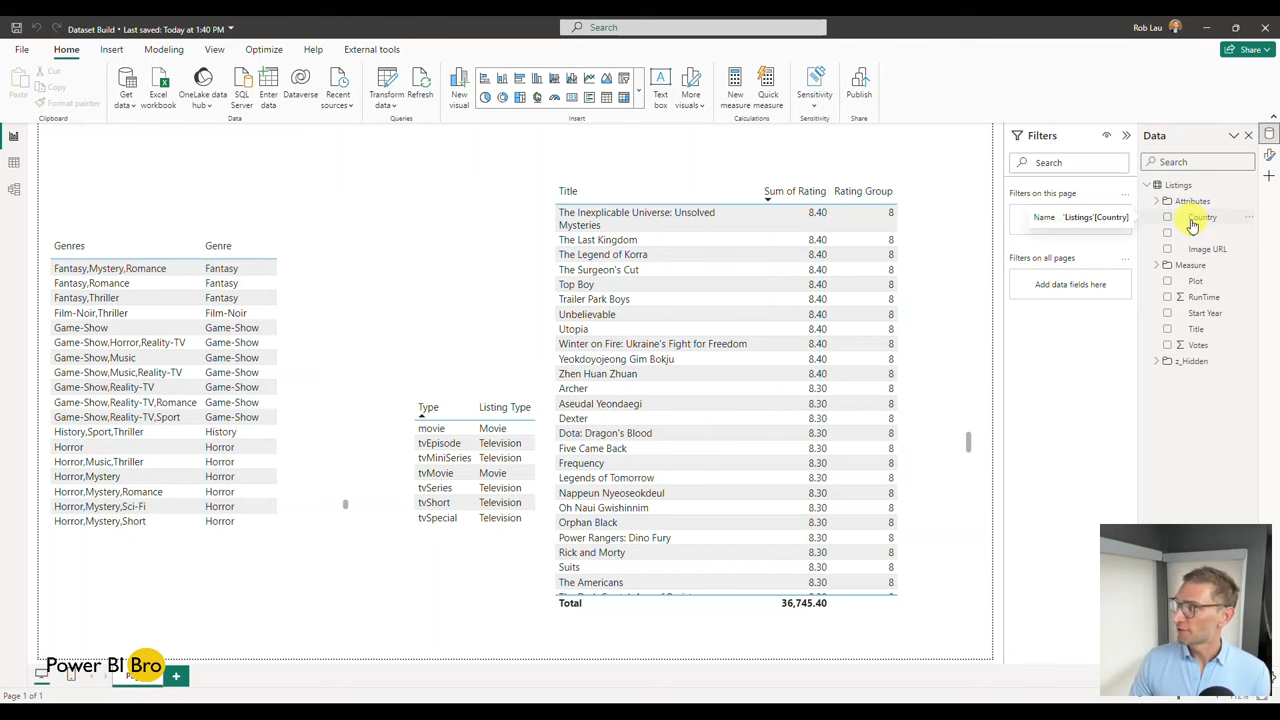 Dataset Build • Last saved: Today at 1:40 PM
Search
Rob Lau
File
Home
Insert
Modeling
View
Optimize
Help
External tools
Share
Paste
Cut
Copy
Format painter
Get data
Excel workbook
OneLake data hub
SQL Server
Enter data
Dataverse
Recent sources
Transform data
Refresh
New visual
Text box
More visuals
New measure
Quick measure
Sensitivity
Publish
Clipboard
Data
Queries
Insert
Calculations
Sensitivity
Share
Genres Genre
Fantasy,Mystery,Romance Fantasy
Fantasy,Romance Fantasy
Fantasy,Thriller Fantasy
Film-Noir,Thriller Film-Noir
Game-Show Game-Show
Game-Show,Horror,Reality-TV Game-Show
Game-Show,Music Game-Show
Game-Show,Music,Reality-TV Game-Show
Game-Show,Reality-TV Game-Show
Game-Show,Reality-TV,Romance Game-Show
Game-Show,Reality-TV,Sport Game-Show
History,Sport,Thriller History
Horror Horror
Horror,Music,Thriller Horror
Horror,Mystery Horror
Horror,Mystery,Romance Horror
Horror,Mystery,Sci-Fi Horror
Horror,Mystery,Short Horror
Type Listing Type
movie Movie
tvEpisode Television
tvMiniSeries Television
tvMovie Movie
tvSeries Television
tvShort Television
tvSpecial Television
Title Sum of Rating Rating Group
The Inexplicable Universe: Unsolved 8.40 8
Mysteries
The Last Kingdom 8.40 8
The Legend of Korra 8.40 8
The Surgeon's Cut 8.40 8
Top Boy 8.40 8
Trailer Park Boys 8.40 8
Unbelievable 8.40 8
Utopia 8.40 8
Winter on Fire: Ukraine's Fight for Freedom 8.40 8
Yeokdoyojeong Gim Bokju 8.40 8
Zhen Huan Zhuan 8.40 8
Archer 8.30 8
Aseudal Yeondaegi 8.30 8
Dexter 8.30 8
Dota: Dragon's Blood 8.30 8
Five Came Back 8.30 8
Frequency 8.30 8
Legends of Tomorrow 8.30 8
Nappeun Nyeoseokdeul 8.30 8
Oh Naui Gwishinnim 8.30 8
Orphan Black 8.30 8
Power Rangers: Dino Fury 8.30 8
Rick and Morty 8.30 8
Suits 8.30 8
The Americans 8.30 8
Total 36,745.40
Filters
Search
Filters on this page
Name 'Listings'[Country]
Filters on all pages
Add data fields here
Data
Search
Listings
Attributes
Country
Image URL
Measure
Plot
RunTime
Start Year
Title
Votes
z_Hidden
Power BI Bro
Page 1 of 1